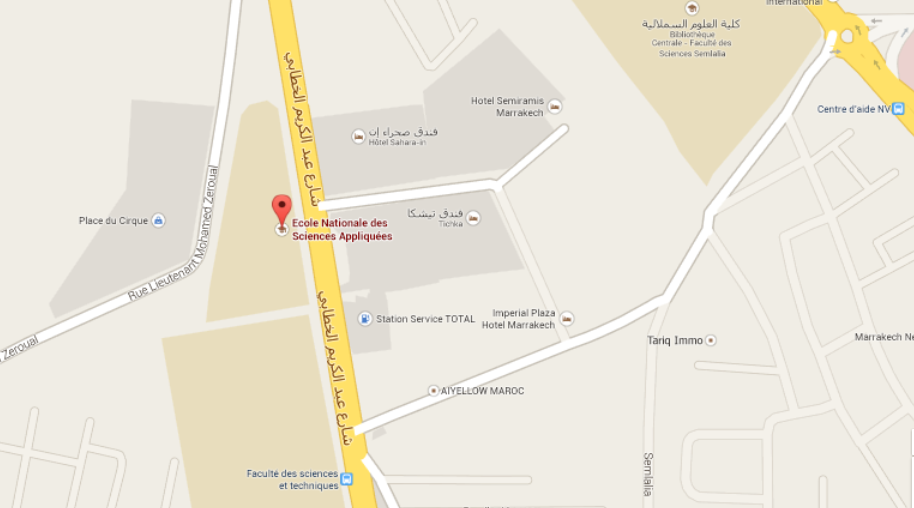 International
كلية العلوم السملالية
Bibliothèque
Centrale - Faculté des
Sciences Semlalia
شارع عبد الكريم الخطابي
Hotel Semiramis
Marrakech
Centre d'aide NV
فندق صحراء إن
Hôtel Sahara-in
Rue Lieutenant Mohamed Zeroual
Place du Cirque
فندق تيشكا
Tichka
Ecole Nationale des
Sciences Appliquées
Station Service TOTAL
Imperial Plaza
Hotel Marrakech
شارع عبد الكريم الخطابي
Zeroual
Tariq Immo
Marrakech Ne
AIYELLOW MAROC
Faculté des sciences
et techniques
Semlalia